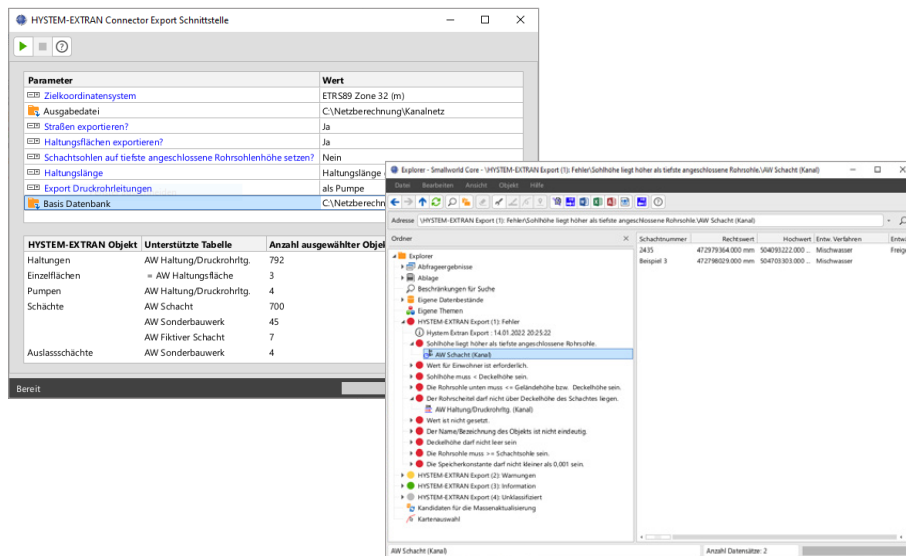 HYSTEM-EXTRAN Connector Export Schnittstelle
Parameter Wert
Zielkoordinatensystem ETRS89 Zone 32 (m)
Ausgabedatei C:\Netzberechnung\Kanalnetz
Straßen exportieren? Ja
Haltungsflächen exportieren? Ja
Schachtsohlen auf tiefste angeschlossene Rohrsohlenhöhe setzen? Nein
Haltungslänge Haltungslänge
Export Druckrohrleitungen als Pumpe
Basis Datenbank C:\Netzberechn
HYSTEM-EXTRAN Objekt Unterstützte Tabelle Anzahl ausgewählter Objek
Haltungen AW Haltung/Druckrohrltg. 792
Einzelflächen = AW Haltungsfläche 3
Pumpen AW Haltung/Druckrohrltg. 4
Schächte AW Schacht 700
AW Sonderbauwerk 45
AW Fiktiver Schacht 7
Auslassschächte AW Sonderbauwerk 4
Bereit
Explorer - Smallworld Core - \HYSTEM-EXTRAN Export (1): Fehler\Sohlhöhe liegt höher als tiefste angeschlossene Rohrsohle.\AW Schacht (Kanal)
Datei Bearbeiten Ansicht Objekt Hilfe
Adresse \HYSTEM-EXTRAN Export (1): Fehler\Sohlhöhe liegt höher als tiefste angeschlossene Rohrsohle.\AW Schacht (Kanal)
Ordner
Explorer
Abfrageergebnisse
Ablage
Beschränkungen für Suche
Eigene Datenbestände
Eigene Themen
HYSTEM-EXTRAN Export (1): Fehler
Hystem Extran Export : 14.01.2022 20:25:22
Sohlhöhe liegt höher als tiefste angeschlossene Rohrsohle.
AW Schacht (Kanal)
Wert für Einwohner ist erforderlich.
Sohlhöhe muss < Deckelhöhe sein.
Die Rohrsohle unten muss <= Geländehöhe bzw. Deckelhöhe sein.
Der Rohrscheitel darf nicht über Deckelhöhe des Schachtes liegen.
AW Haltung/Druckrohrltg. (Kanal)
Wert ist nicht gesetzt.
Der Name/Bezeichnung des Objekts ist nicht eindeutig.
Deckelhöhe darf nicht leer sein
Die Rohrsohle muss >= Schachtsohle sein.
Die Speicherkonstante darf nicht kleiner als 0,001 sein.
HYSTEM-EXTRAN Export (2): Warnungen
HYSTEM-EXTRAN Export (3): Information
HYSTEM-EXTRAN Export (4): Unklassifiziert
Kandidaten für die Massenaktualisierung
Kartenauswahl
Schachtnummer Rechtswert Hochwert Entw. Verfahren Entwä
2435 472979364.000 mm 504093222.000 ... Mischwasser Freig
Beispiel 3 472798029.000 mm 504703303.000 ... Mischwasser
AW Schacht (Kanal) Anzahl Datensätze: 2